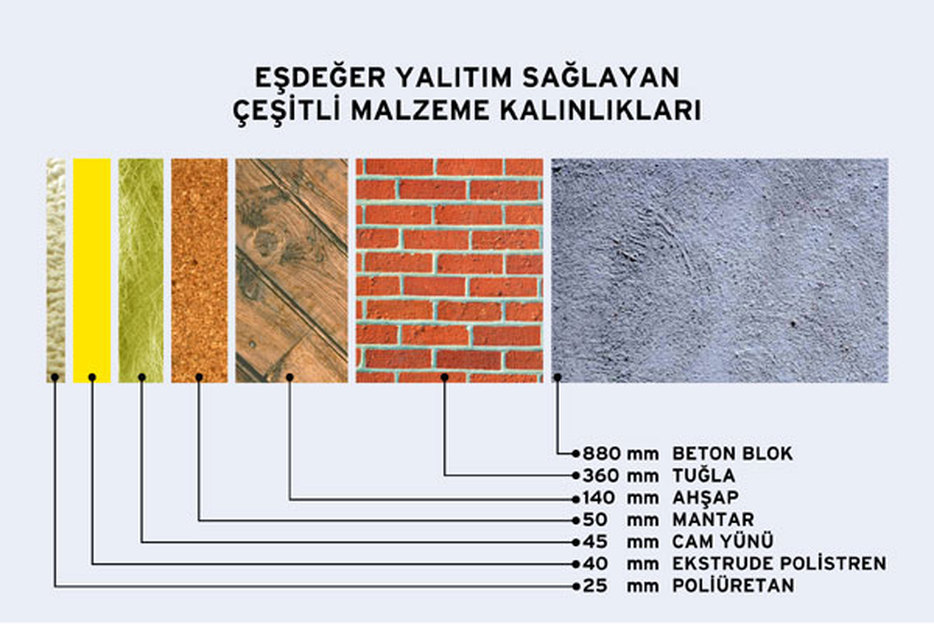 EŞDEĞER YALITIM SAĞLAYAN
ÇEŞİTLİ MALZEME KALINLIKLARI
880 mm BETON BLOK
360 mm TUĞLA
140 mm AHŞAP
50 mm MANTAR
45 mm CAM YÜNÜ
40 mm EKSTRUDE POLİSTREN
25 mm POLİÜRETAN